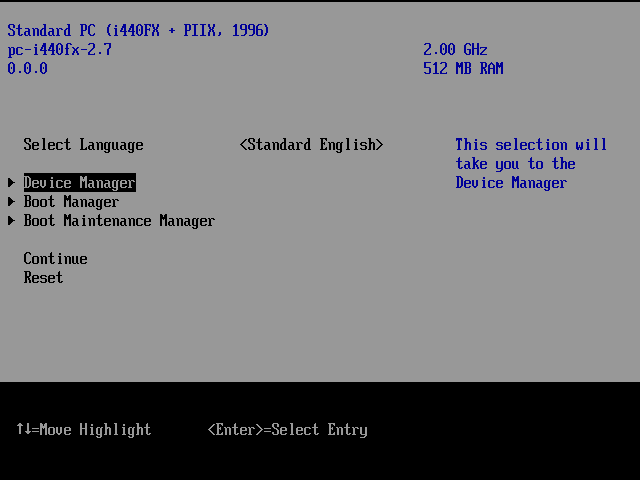 Standard PC (i440FX + PIIX, 1996)
pc-i440fx-2.7 2.00 GHz
0.0.0 512 MB RAM
Select Language <Standard English> This selection will
take you to the
Device Manager Device Manager
Boot Manager
Boot Maintenance Manager
Continue
Reset
↑↓=Move Highlight <Enter>=Select Entry